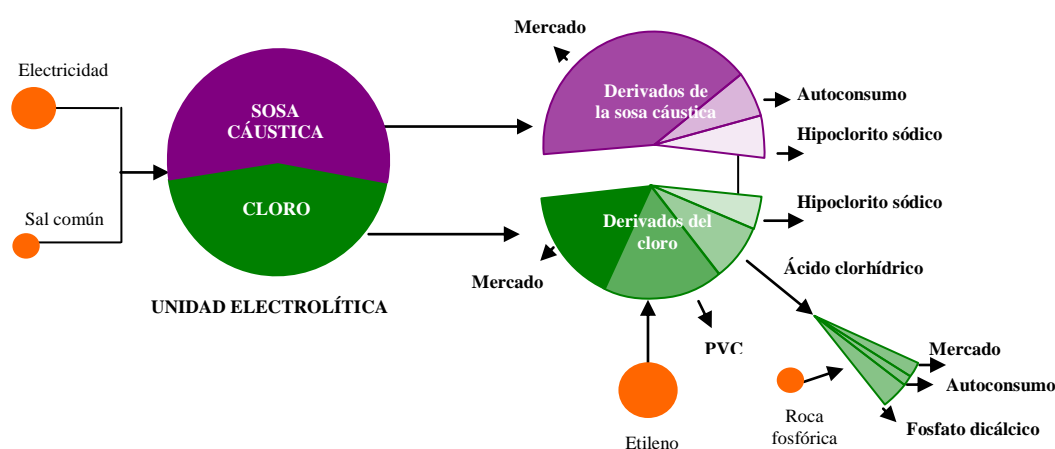 Electricidad
Sal común
SOSA
CÁUSTICA
CLORO
UNIDAD ELECTROLÍTICA
Mercado
Derivados de
la sosa cáustica
Autoconsumo
Hipoclorito sódico
Hipoclorito sódico
Derivados del
cloro
Mercado
Ácido clorhídrico
PVC
Etileno
Roca
fosfórica
Mercado
Autoconsumo
Fosfato dicálcico